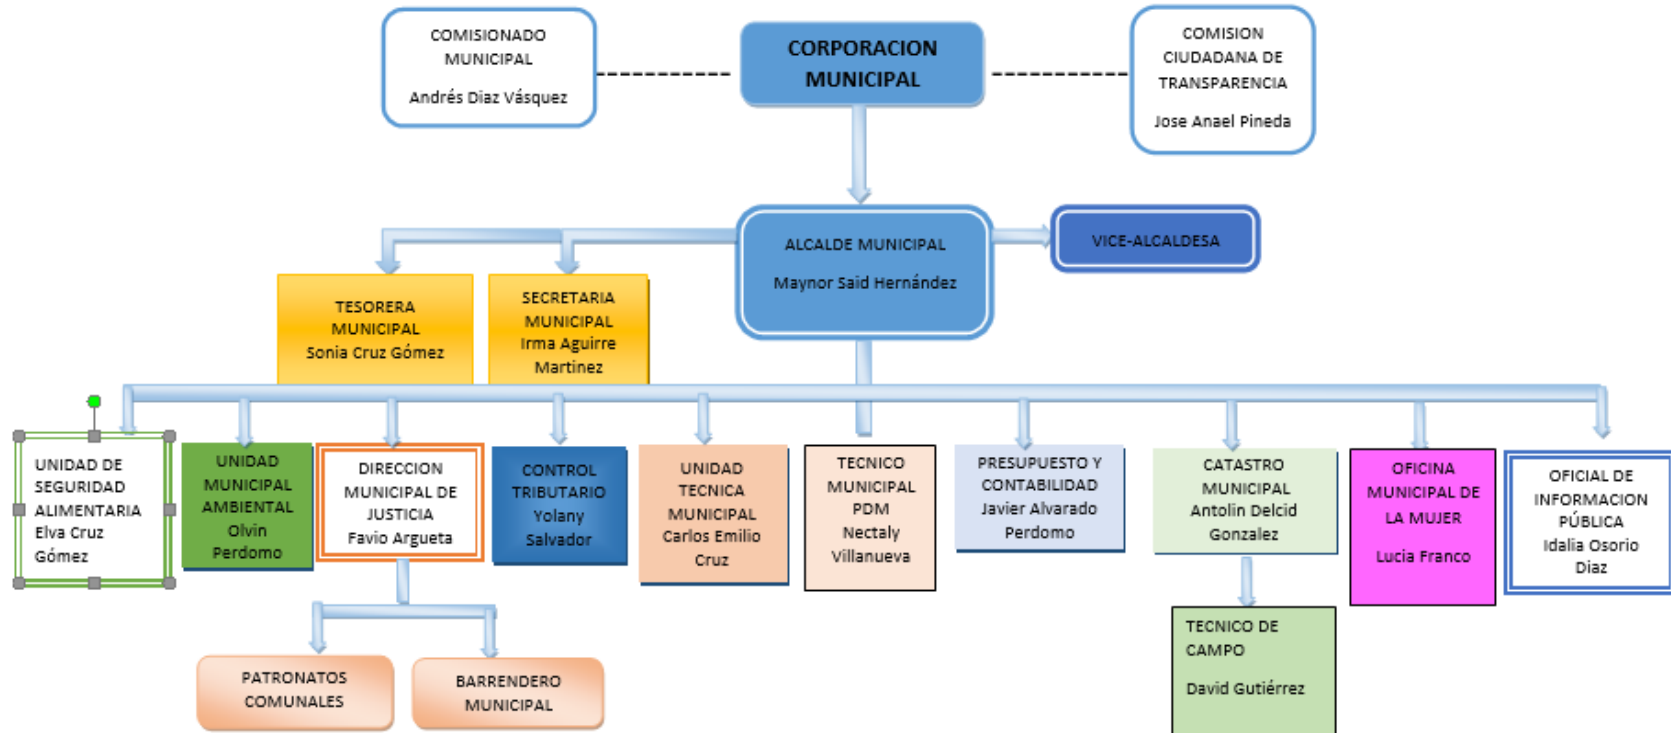 COMISIONADO
MUNICIPAL
Andrés Diaz Vásquez
CORPORACION
MUNICIPAL
COMISION
CIUDADANA DE
TRANSPARENCIA
Jose Anael Pineda
ALCALDE MUNICIPAL
Maynor Said Hernández
VICE-ALCALDESA
TESORERA
MUNICIPAL
Sonia Cruz Gómez
SECRETARIA
MUNICIPAL
Irma Aguirre
Martinez
UNIDAD DE
SEGURIDAD
ALIMENTARIA
Elva Cruz
Gómez
UNIDAD
MUNICIPAL
AMBIENTAL
Olvin
Perdomo
DIRECCION
MUNICIPAL DE
JUSTICIA
Favio Argueta
CONTROL
TRIBUTARIO
Yolany
Salvador
UNIDAD
TECNICA
MUNICIPAL
Carlos Emilio
Cruz
TECNICO
MUNICIPAL
PDM
Nectaly
Villanueva
PRESUPUESTO Y
CONTABILIDAD
Javier Alvarado
Perdomo
CATASTRO
MUNICIPAL
Antolin Delcid
Gonzalez
OFICINA
MUNICIPAL DE
LA MUJER
Lucia Franco
OFICIAL DE
INFORMACION
PÚBLICA
Idalia Osorio
Diaz
PATRONATOS
COMUNALES
BARRENDERO
MUNICIPAL
TECNICO DE
CAMPO
David Gutiérrez